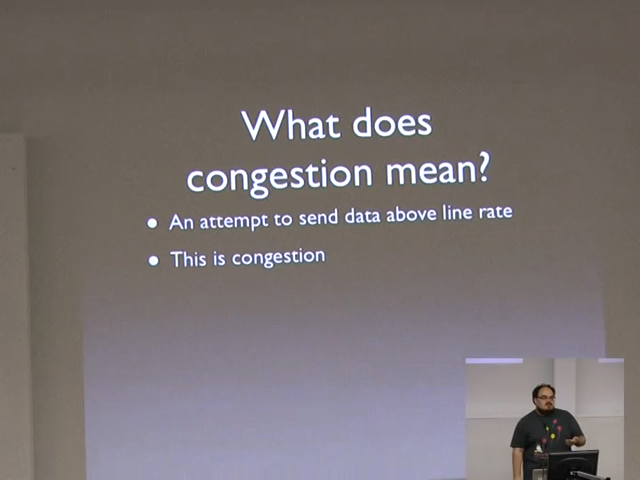 What does
congestion mean?
• An attempt to send data above line rate
• This is congestion